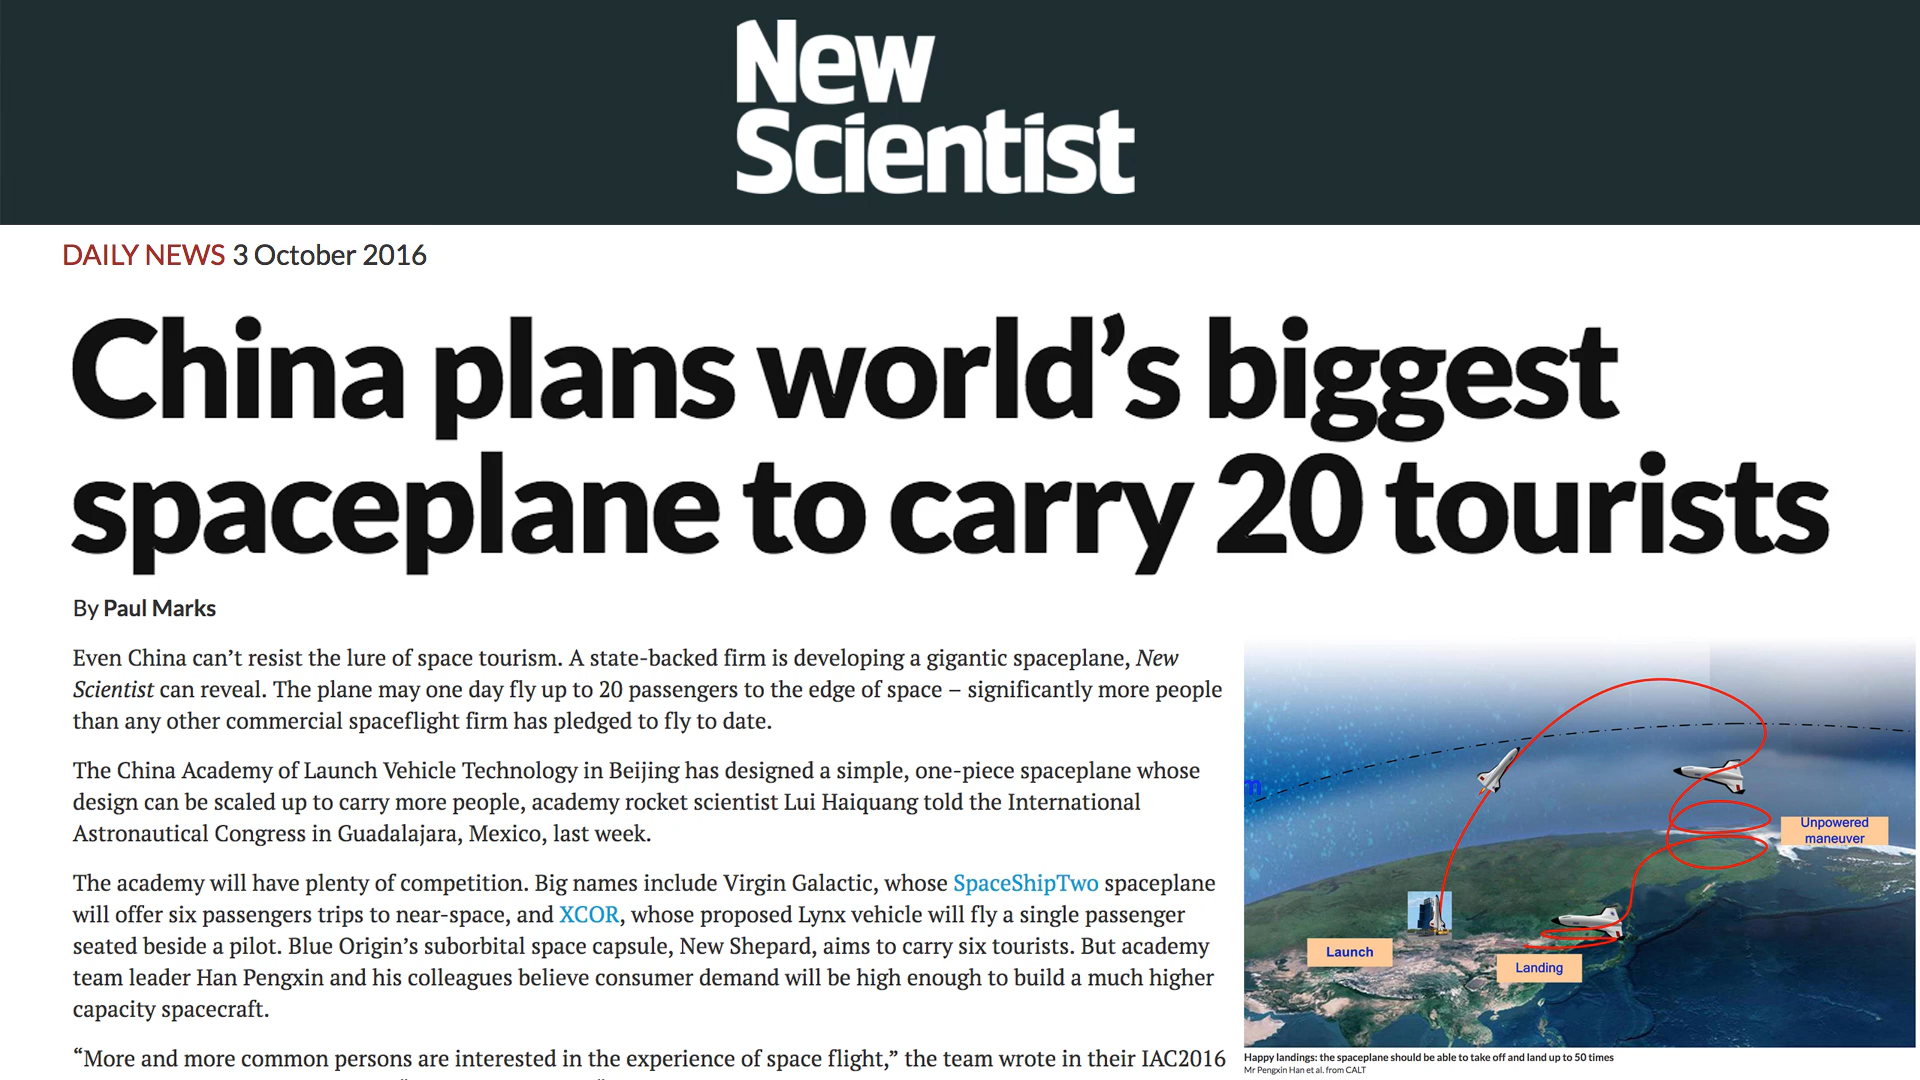 New
Scientist
DAILY NEWS 3 October 2016
China plans world’s biggest
spaceplane to carry 20 tourists
By Paul Marks
Even China can’t resist the lure of space tourism. A state-backed firm is developing a gigantic spaceplane, New
Scientist can reveal. The plane may one day fly up to 20 passengers to the edge of space – significantly more people
than any other commercial spaceflight firm has pledged to fly to date.
The China Academy of Launch Vehicle Technology in Beijing has designed a simple, one-piece spaceplane whose
design can be scaled up to carry more people, academy rocket scientist Lui Haiquang told the International
Astronautical Congress in Guadalajara, Mexico, last week.
The academy will have plenty of competition. Big names include Virgin Galactic, whose SpaceShipTwo spaceplane
will offer six passengers trips to near-space, and XCOR, whose proposed Lynx vehicle will fly a single passenger
seated beside a pilot. Blue Origin’s suborbital space capsule, New Shepard, aims to carry six tourists. But academy
team leader Han Pengxin and his colleagues believe consumer demand will be high enough to build a much higher
capacity spacecraft.
“More and more common persons are interested in the experience of space flight,” the team wrote in their IAC2016
m
Unpowered
maneuver
Launch
Landing
Happy landings: the spaceplane should be able to take off and land up to 50 times
Mr Pengxin Han et al. from CALT